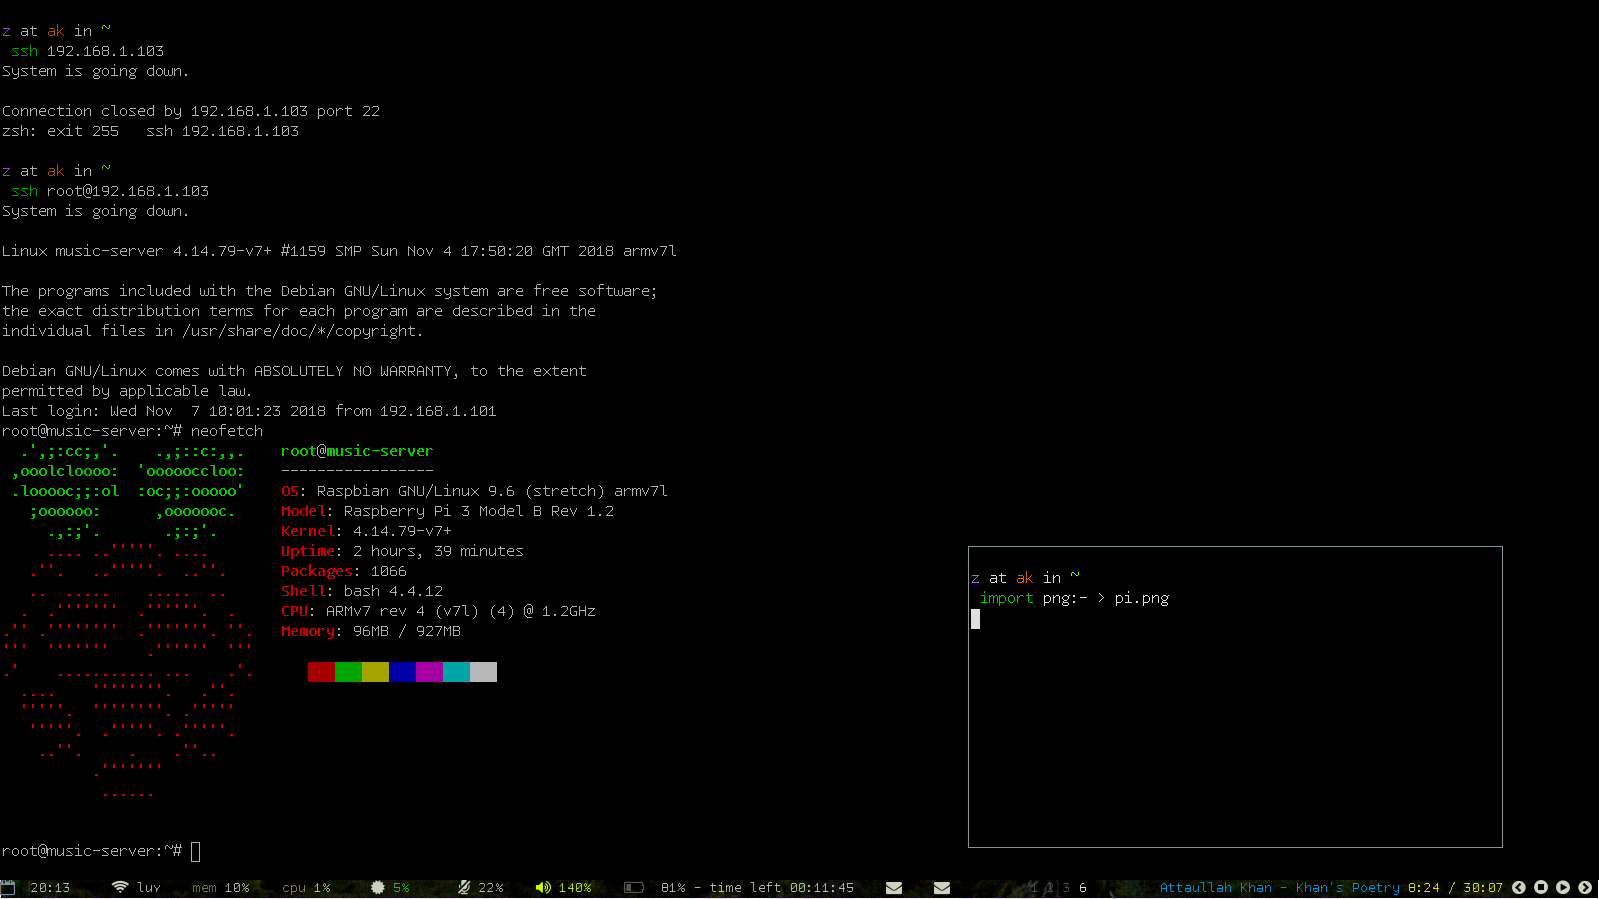 z at ak in ~
ssh 192.168.1.103
System is going down.
Connection closed by 192.168.1.103 port 22
zsh: exit 255   ssh 192.168.1.103
z at ak in ~
ssh root@192.168.1.103
System is going down.
Linux music-server 4.14.79-v7+ #1159 SMP Sun Nov 4 17:50:20 GMT 2018 armv7l
The programs included with the Debian GNU/Linux system are free software;
the exact distribution terms for each program are described in the
individual files in /usr/share/doc/*/copyright.
Debian GNU/Linux comes with ABSOLUTELY NO WARRANTY, to the extent
permitted by applicable law.
Last login: Wed Nov  7 10:01:23 2018 from 192.168.1.101
root@music-server:~# neofetch
root@music-server
-----------------
OS: Raspbian GNU/Linux 9.6 (stretch) armv7l
Model: Raspberry Pi 3 Model B Rev 1.2
Kernel: 4.14.79-v7+
Uptime: 2 hours, 39 minutes
Packages: 1066
Shell: bash 4.4.12
CPU: ARMv7 rev 4 (v7l) (4) @ 1.2GHz
Memory: 96MB / 927MB
root@music-server:~#
z at ak in ~
import png:- > pi.png
20:13 luv mem 10% cpu 1% 5% 22% 140% 81% - time left 00:11:45 1 2 3 6 Attaullah Khan - Khan's Poetry 8:24 / 30:07